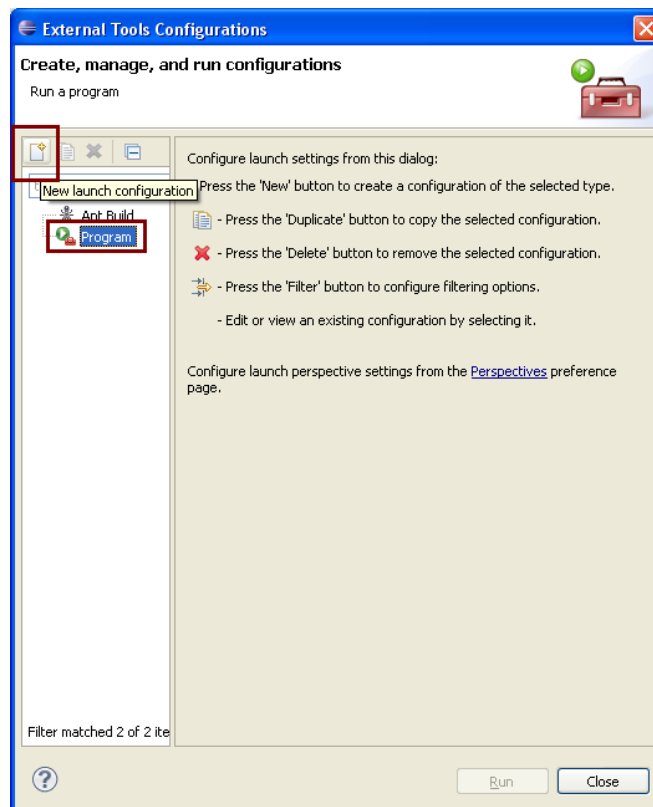 External Tools Configurations
Create, manage, and run configurations
Run a program
Configure launch settings from this dialog:
New launch configuration
Press the 'New' button to create a configuration of the selected type.
Ant Build
- Press the 'Duplicate' button to copy the selected configuration.
Program
- Press the 'Delete' button to remove the selected configuration.
- Press the 'Filter' button to configure filtering options.
- Edit or view an existing configuration by selecting it.
Configure launch perspective settings from the Perspectives preference
page.
Filter matched 2 of 2 ite
Run
Close